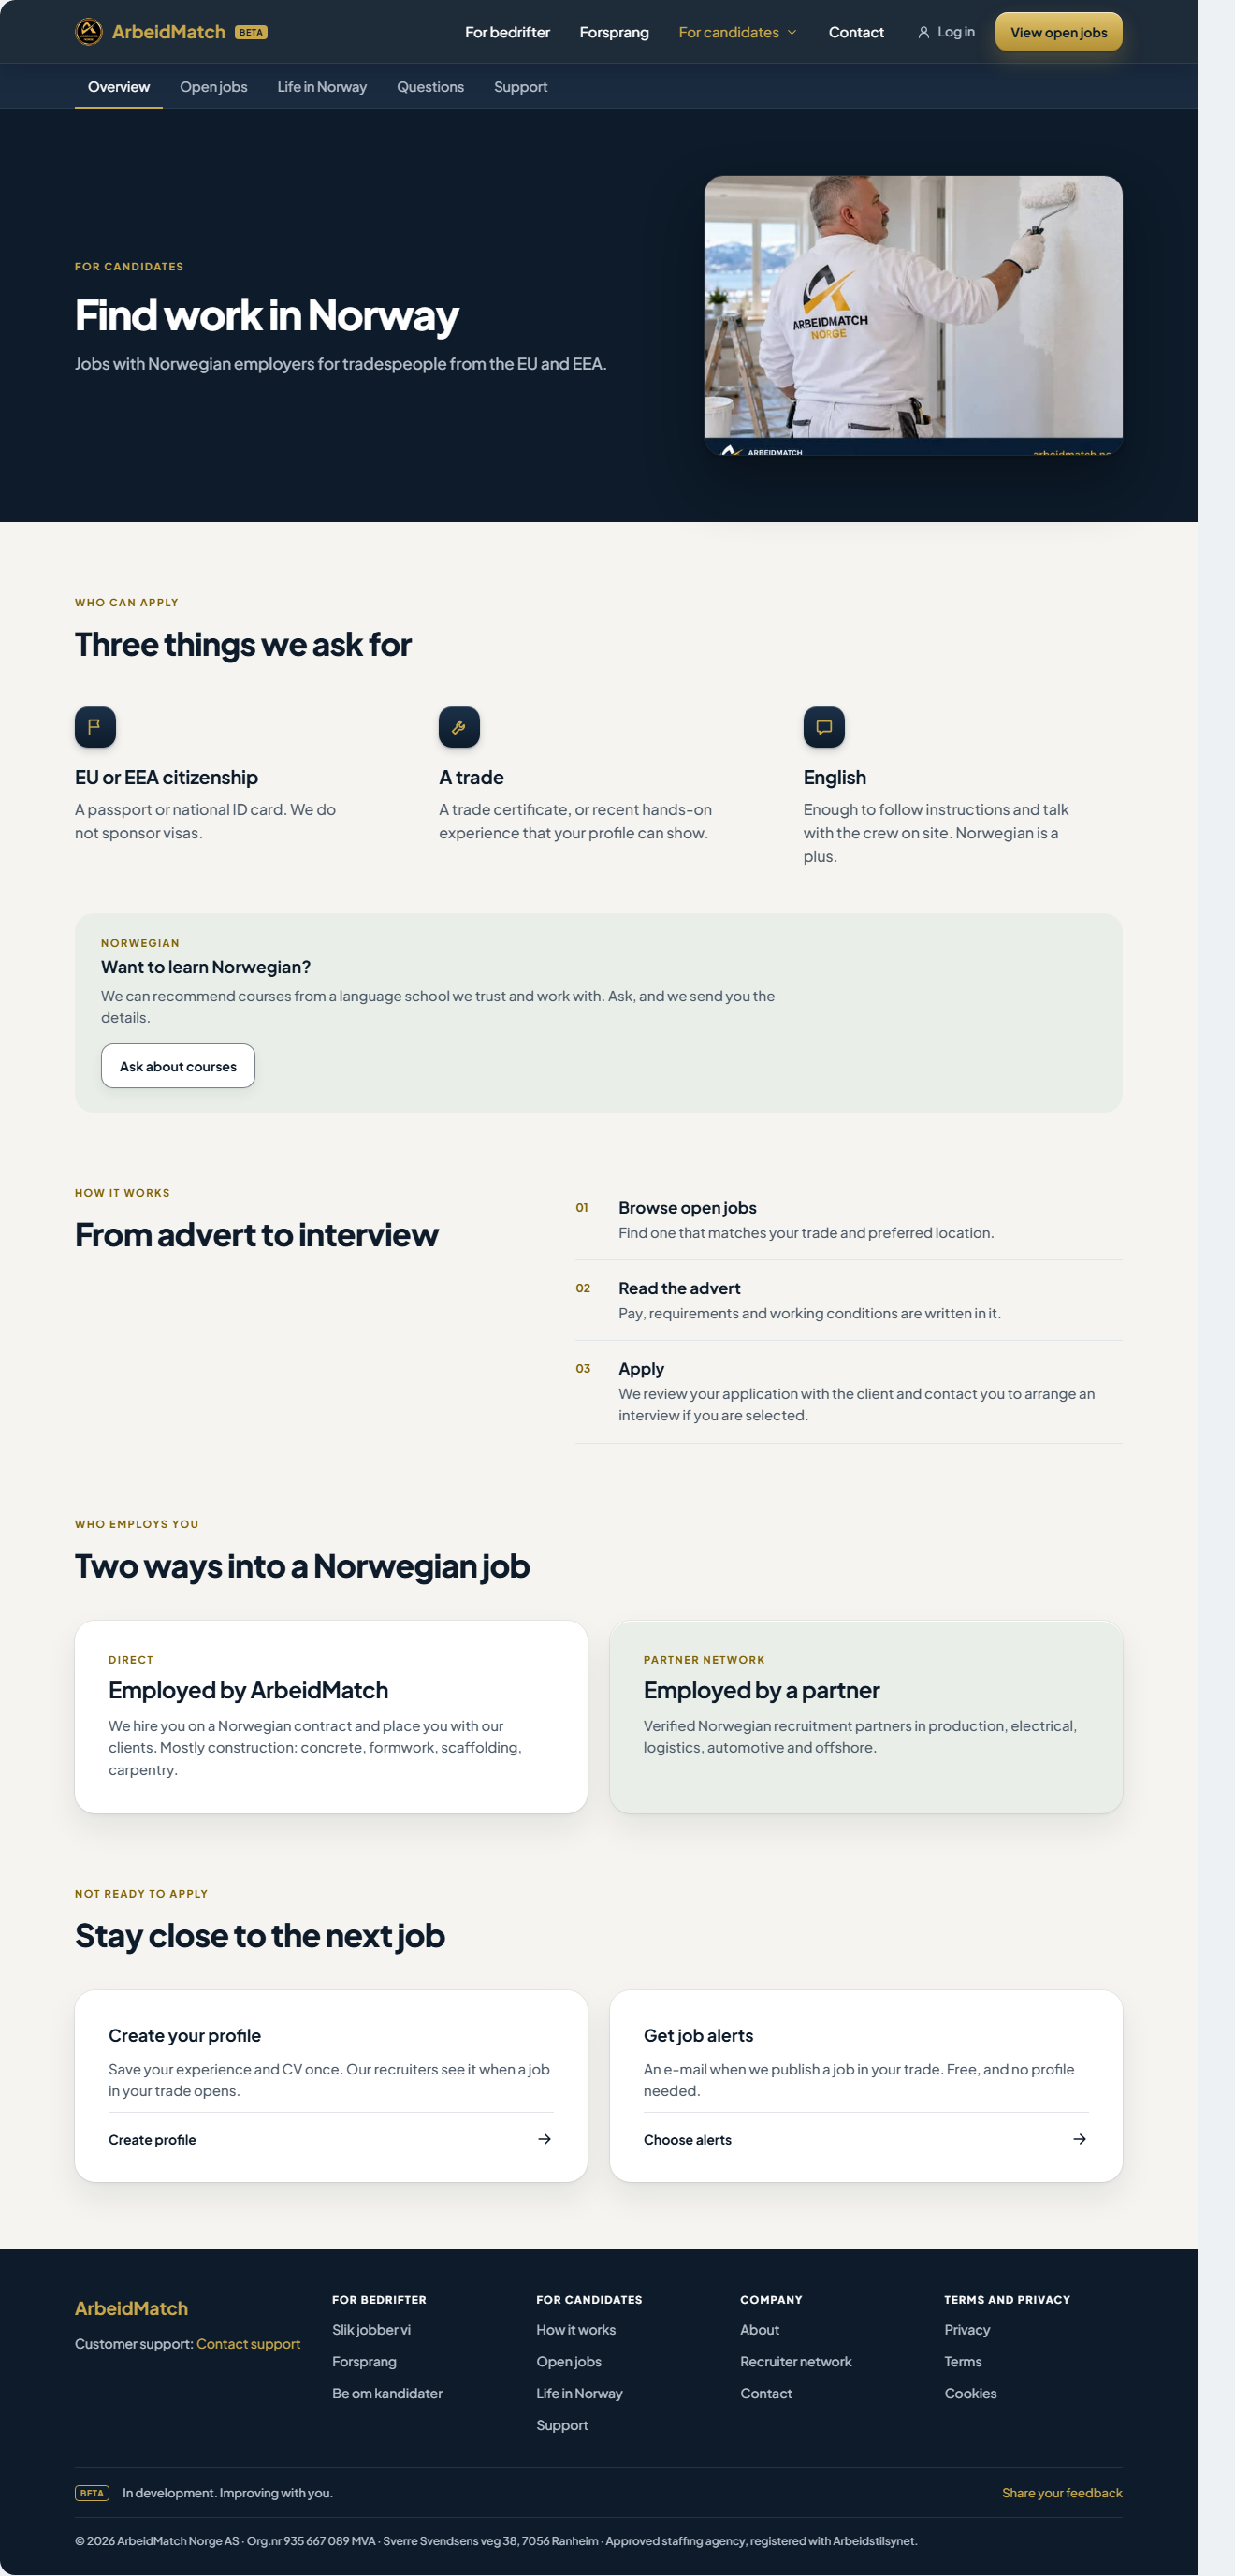 ArbeidMatch BETA
For bedrifter Forsprang For candidates Contact Log in View open jobs
Overview Open jobs Life in Norway Questions Support
FOR CANDIDATES
Find work in Norway
Jobs with Norwegian employers for tradespeople from the EU and EEA.
ARBEIDMATCH
NORGE
ARBEIDMATCH
arbeidmatch.no
WHO CAN APPLY
Three things we ask for
EU or EEA citizenship
A passport or national ID card. We do
not sponsor visas.
A trade
A trade certificate, or recent hands-on
experience that your profile can show.
English
Enough to follow instructions and talk
with the crew on site. Norwegian is a
plus.
NORWEGIAN
Want to learn Norwegian?
We can recommend courses from a language school we trust and work with. Ask, and we send you the
details.
Ask about courses
HOW IT WORKS
From advert to interview
01 Browse open jobs
Find one that matches your trade and preferred location.
02 Read the advert
Pay, requirements and working conditions are written in it.
03 Apply
We review your application with the client and contact you to arrange an
interview if you are selected.
WHO EMPLOYS YOU
Two ways into a Norwegian job
DIRECT
Employed by ArbeidMatch
We hire you on a Norwegian contract and place you with our
clients. Mostly construction: concrete, formwork, scaffolding,
carpentry.
PARTNER NETWORK
Employed by a partner
Verified Norwegian recruitment partners in production, electrical,
logistics, automotive and offshore.
NOT READY TO APPLY
Stay close to the next job
Create your profile
Save your experience and CV once. Our recruiters see it when a job
in your trade opens.
Create profile
Get job alerts
An e-mail when we publish a job in your trade. Free, and no profile
needed.
Choose alerts
ArbeidMatch
Customer support: Contact support
FOR BEDRIFTER
Slik jobber vi
Forsprang
Be om kandidater
FOR CANDIDATES
How it works
Open jobs
Life in Norway
Support
COMPANY
About
Recruiter network
Contact
TERMS AND PRIVACY
Privacy
Terms
Cookies
BETA In development. Improving with you. Share your feedback
© 2026 ArbeidMatch Norge AS · Org.nr 935 667 089 MVA · Sverre Svendsens veg 38, 7056 Ranheim · Approved staffing agency, registered with Arbeidstilsynet.